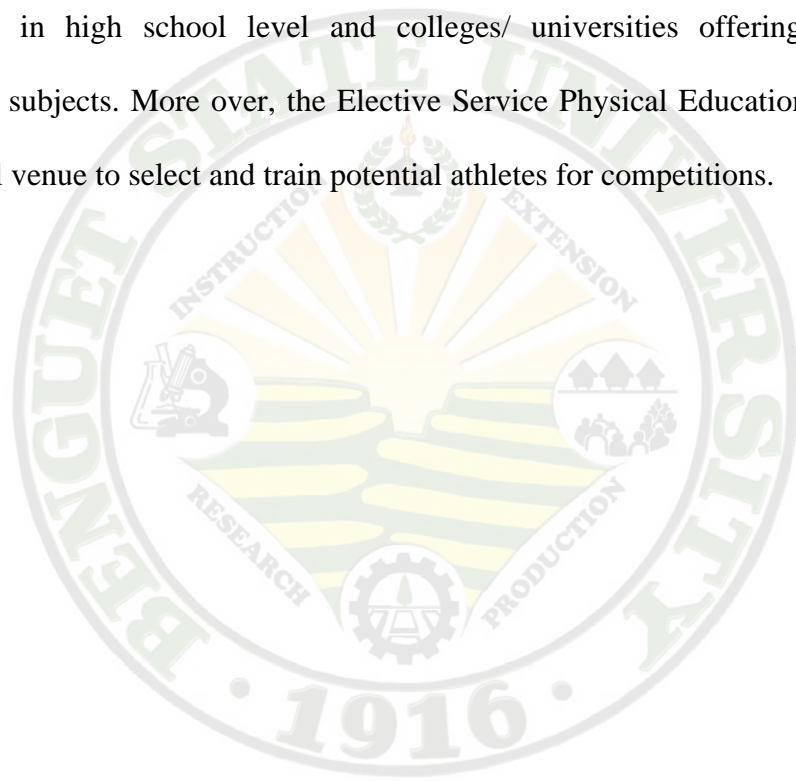 in high school level and colleges/ universities offering
subjects. More over, the Elective Service Physical Education
venue to select and train potential athletes for competitions.
BENGUET STATE UNIVERSITY
INSTRUCTION
EXTENSION
RESEARCH
PRODUCTION
1916